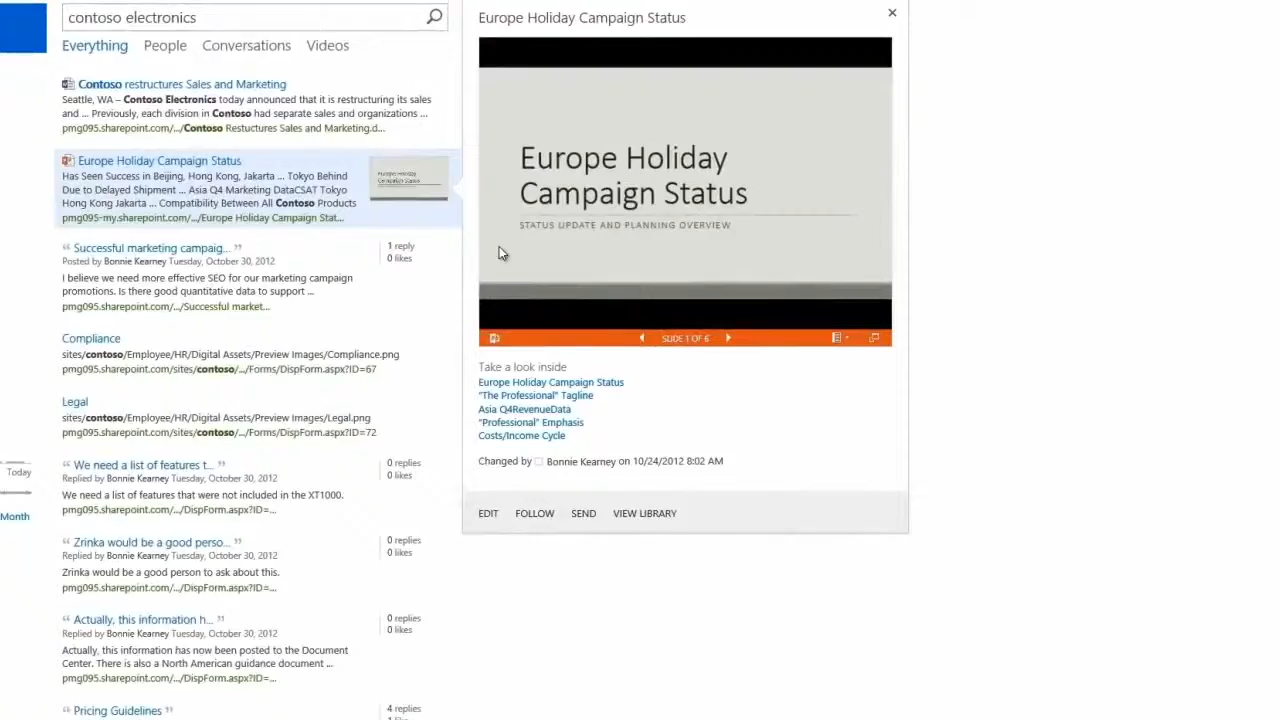 contoso electronics
Everything People Conversations Videos
Contoso restructures Sales and Marketing
Seattle, WA – Contoso Electronics today announced that it is restructuring its sales
and ... Previously, each division in Contoso had separate sales and organizations ...
pmg095.sharepoint.com/.../Contoso Restuctures Sales and Marketing.d...
Europe Holiday Campaign Status
Has Seen Success in Beijing, Hong Kong, Jakarta ... Tokyo Behind
Due to Delayed Shipment ... Asia Q4 Marketing DataCSAT Tokyo
Hong Kong Jakarta ... Compatibility Between All Contoso Products
pmg095-my.sharepoint.com/.../Europe Holiday Campaign Stat...
Europe Holiday
Campaign Status
“ Successful marketing campaig... ”
1 reply
Posted by Bonnie Kearney Tuesday, October 30, 2012
0 likes
I believe we need more effective SEO for our marketing campaign
promotions. Is there good quantitative data to support ...
pmg095.sharepoint.com/.../Successful market...
Compliance
sites/contoso/Employee/HR/Digital Assets/Preview Images/Compliance.png
pmg095.sharepoint.com/sites/contoso/.../Forms/DispForm.aspx?ID=67
Legal
sites/contoso/Employee/HR/Digital Assets/Preview Images/Legal.png
pmg095.sharepoint.com/sites/contoso/.../Forms/DispForm.aspx?ID=72
“ We need a list of features t... ”
0 replies
Replied by Bonnie Kearney Tuesday, October 30, 2012
0 likes
We need a list of features that were not included in the XT1000.
pmg095.sharepoint.com/.../DispForm.aspx?ID=...
“ Zrinka would be a good perso... ”
0 replies
Replied by Bonnie Kearney Tuesday, October 30, 2012
0 likes
Zrinka would be a good person to ask about this.
pmg095.sharepoint.com/.../DispForm.aspx?ID=...
“ Actually, this information h... ”
0 replies
Replied by Bonnie Kearney Tuesday, October 30, 2012
0 likes
Actually, this information has now been posted to the Document
Center. There is also a North American guidance document ...
pmg095.sharepoint.com/.../DispForm.aspx?ID=...
Pricing Guidelines ”
4 replies
Today
Month
Europe Holiday Campaign Status
Europe Holiday
Campaign Status
STATUS UPDATE AND PLANNING OVERVIEW
SLIDE 1 OF 6
Take a look inside
Europe Holiday Campaign Status
"The Professional" Tagline
Asia Q4RevenueData
"Professional" Emphasis
Costs/Income Cycle
Changed by Bonnie Kearney on 10/24/2012 8:02 AM
EDIT FOLLOW SEND VIEW LIBRARY